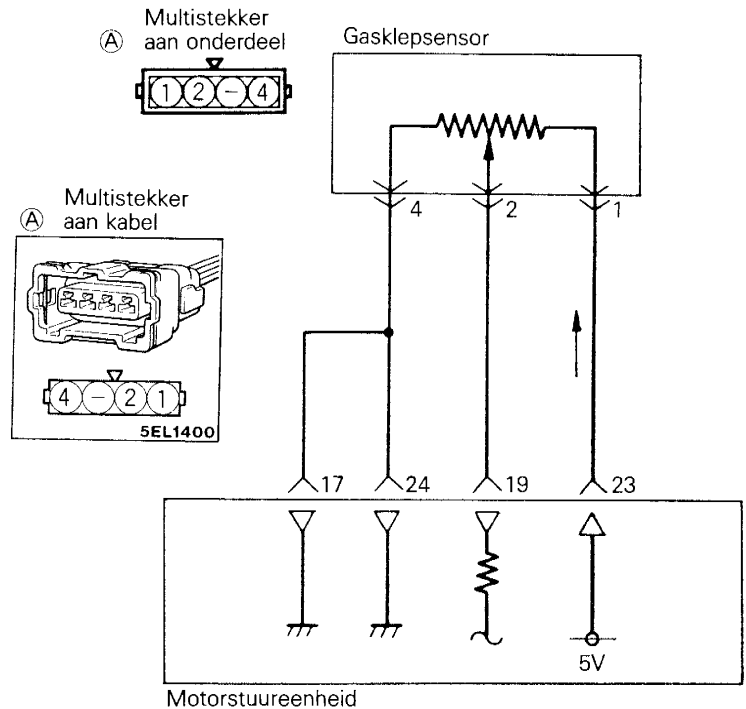 Multistekker
Ⓐ aan onderdeel
1 2 – 4
Gasklepsensor
4 2 1
Multistekker
Ⓐ aan kabel
4 – 2 1
5EL1400
17 24 19 23
5V
Motorstuureenheid